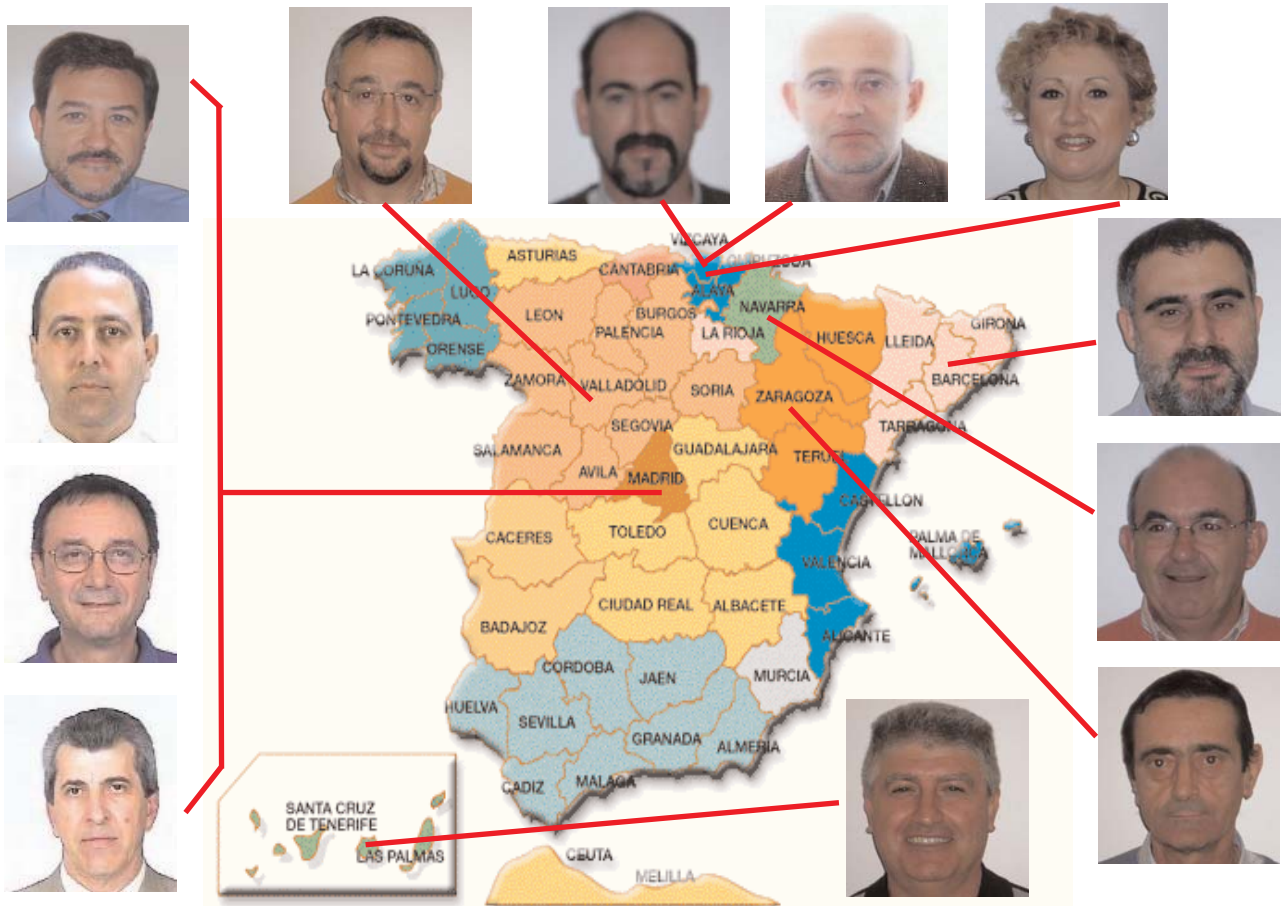 VIZCAYA
ASTURIAS
GUIPUZCOA
LA CORUÑA
CANTABRIA
LUGO
ALAVA
NAVARRA
LEON
BURGOS
PONTEVEDRA
PALENCIA
LA RIOJA
HUESCA
GIRONA
LLEIDA
ORENSE
ZAMORA
VALLADOLID
SORIA
BARCELONA
ZARAGOZA
SEGOVIA
TARRAGONA
SALAMANCA
GUADALAJARA
TERUEL
AVILA
MADRID
CASTELLON
CACERES
TOLEDO
CUENCA
PALMA DE
MALLORCA
VALENCIA
CIUDAD REAL
ALBACETE
BADAJOZ
ALICANTE
CORDOBA
JAEN
MURCIA
HUELVA
SEVILLA
GRANADA
ALMERIA
CADIZ
MALAGA
SANTA CRUZ
DE TENERIFE
LAS PALMAS
CEUTA
MELILLA